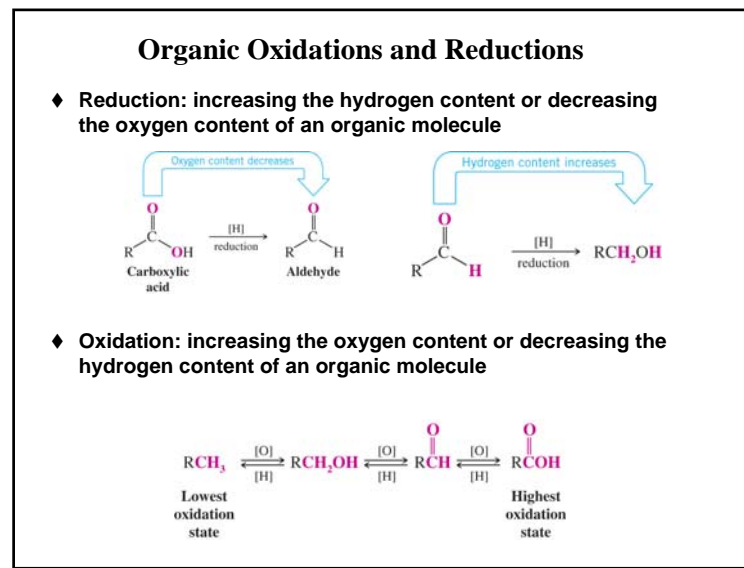 Organic Oxidations and Reductions
♦ Reduction: increasing the hydrogen content or decreasing
the oxygen content of an organic molecule
Oxygen content decreases
O
C
R OH
Carboxylic
acid
[H]
reduction
O
C
R H
Aldehyde
Hydrogen content increases
O
C
R H
[H]
reduction
RCH₂OH
♦ Oxidation: increasing the oxygen content or decreasing the
hydrogen content of an organic molecule
O O
RCH₃ [O] [H] RCH₂OH [O] [H] RCH [O] [H] RCOH
Lowest
oxidation
state
Highest
oxidation
state